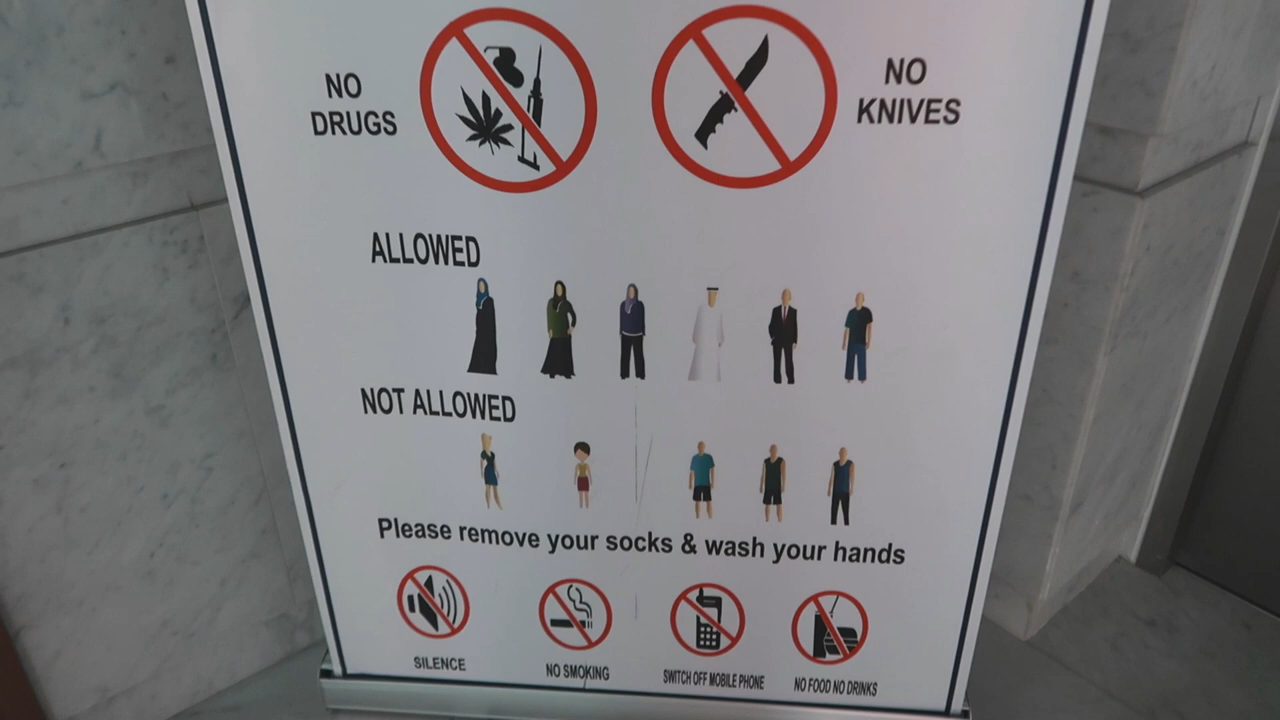 NO
DRUGS
NO
KNIVES
ALLOWED
NOT ALLOWED
Please remove your socks & wash your hands
SILENCE
NO SMOKING
SWITCH OFF MOBILE PHONE
NO FOOD NO DRINKS